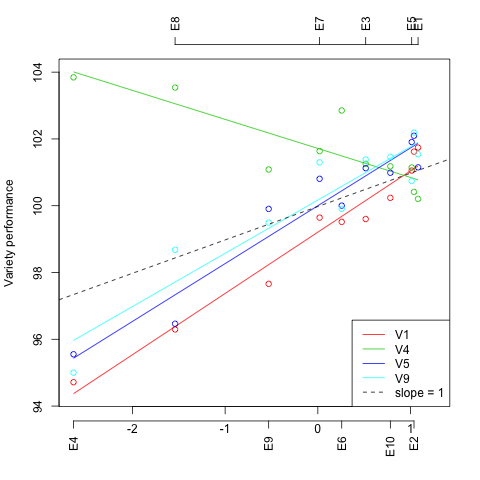 E8 E7 E3 E5 E1
104
102
100
98
96
94
Variety performance
V1
V4
V5
V9
slope = 1
-2 -1 0 1
E4 E9 E6 E10 E2